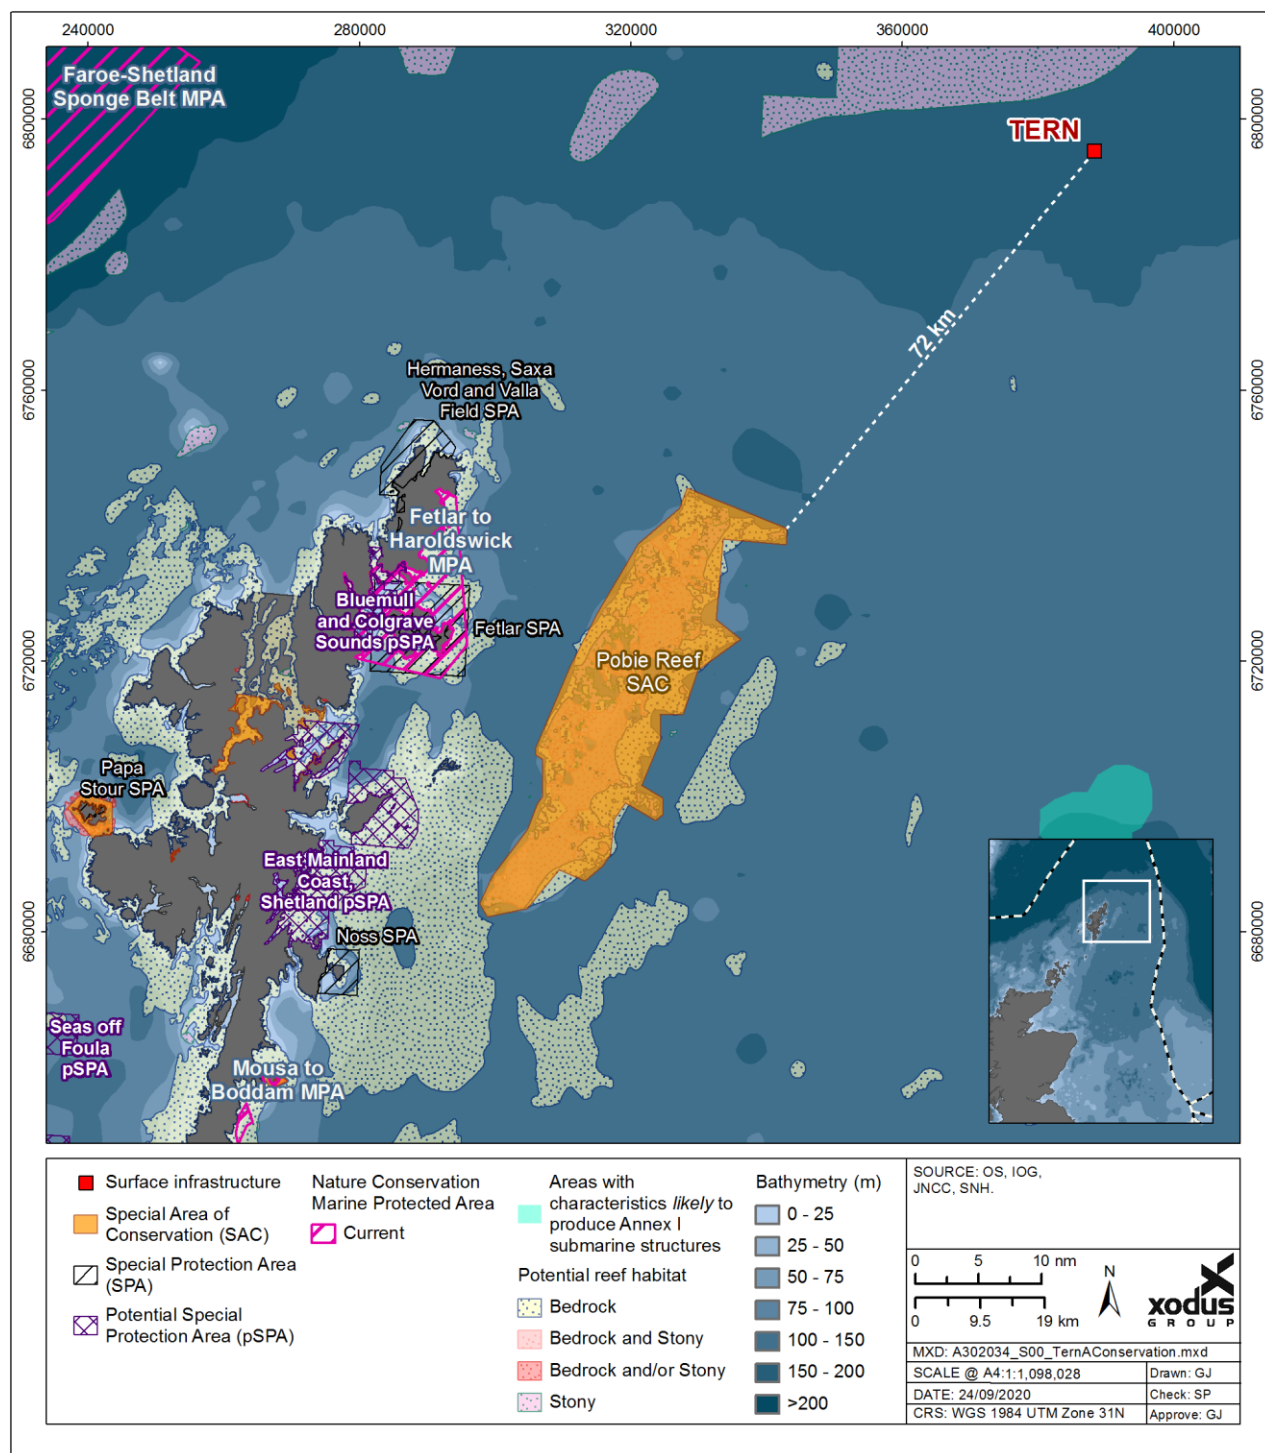 240000
280000
320000
360000
400000
6800000
6760000
6720000
6680000
6800000
6760000
6720000
6680000
Faroe-Shetland
Sponge Belt MPA
TERN
72 km
Hermaness, Saxa
Vord and Valla
Field SPA
Fetlar to
Haroldswick
MPA
Bluemull
and Colgrave
Sounds pSPA
Fetlar SPA
Pobie Reef
SAC
Papa
Stour SPA
East Mainland
Coast,
Shetland pSPA
Noss SPA
Seas off
Foula
pSPA
Mousa to
Boddam MPA
Surface infrastructure
Special Area of
Conservation (SAC)
Special Protection Area
(SPA)
Potential Special
Protection Area (pSPA)
Nature Conservation
Marine Protected Area
Current
Areas with
characteristics likely to
produce Annex I
submarine structures
Potential reef habitat
Bedrock
Bedrock and Stony
Bedrock and/or Stony
Stony
Bathymetry (m)
0 - 25
25 - 50
50 - 75
75 - 100
100 - 150
150 - 200
>200
SOURCE: OS, IOG,
JNCC, SNH.
0 5 10 nm
0 9.5 19 km
N
xodus
GROUP
MXD: A302034_S00_TernAConservation.mxd
SCALE @ A4:1:1,098,028
Drawn: GJ
DATE: 24/09/2020
Check: SP
CRS: WGS 1984 UTM Zone 31N
Approve: GJ